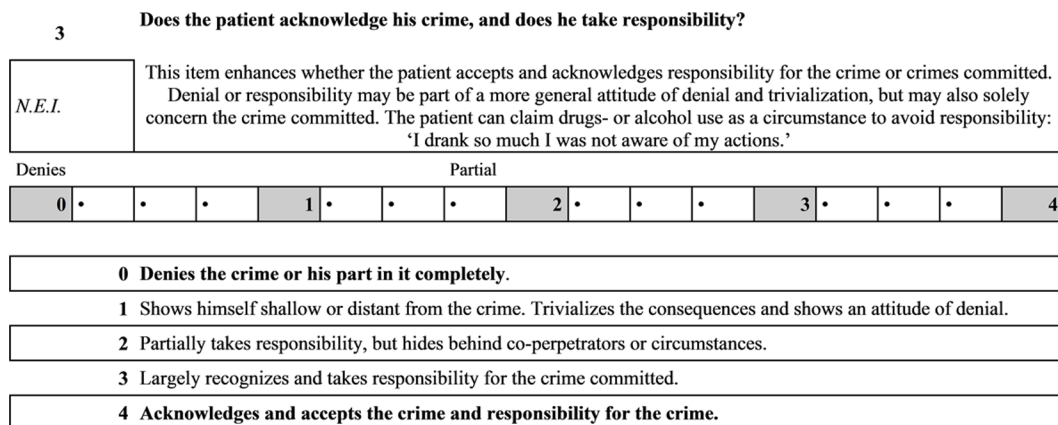 Does the patient acknowledge his crime, and does he take responsibility?
3
This item enhances whether the patient accepts and acknowledges responsibility for the crime or crimes committed.
N.E.I.
Denial or responsibility may be part of a more general attitude of denial and trivialization, but may also solely
concern the crime committed. The patient can claim drugs- or alcohol use as a circumstance to avoid responsibility:
‘I drank so much I was not aware of my actions.’
Denies Partial
0 • • • 1 • • • 2 • • • 3 • • • 4
0 Denies the crime or his part in it completely.
1 Shows himself shallow or distant from the crime. Trivializes the consequences and shows an attitude of denial.
2 Partially takes responsibility, but hides behind co-perpetrators or circumstances.
3 Largely recognizes and takes responsibility for the crime committed.
4 Acknowledges and accepts the crime and responsibility for the crime.